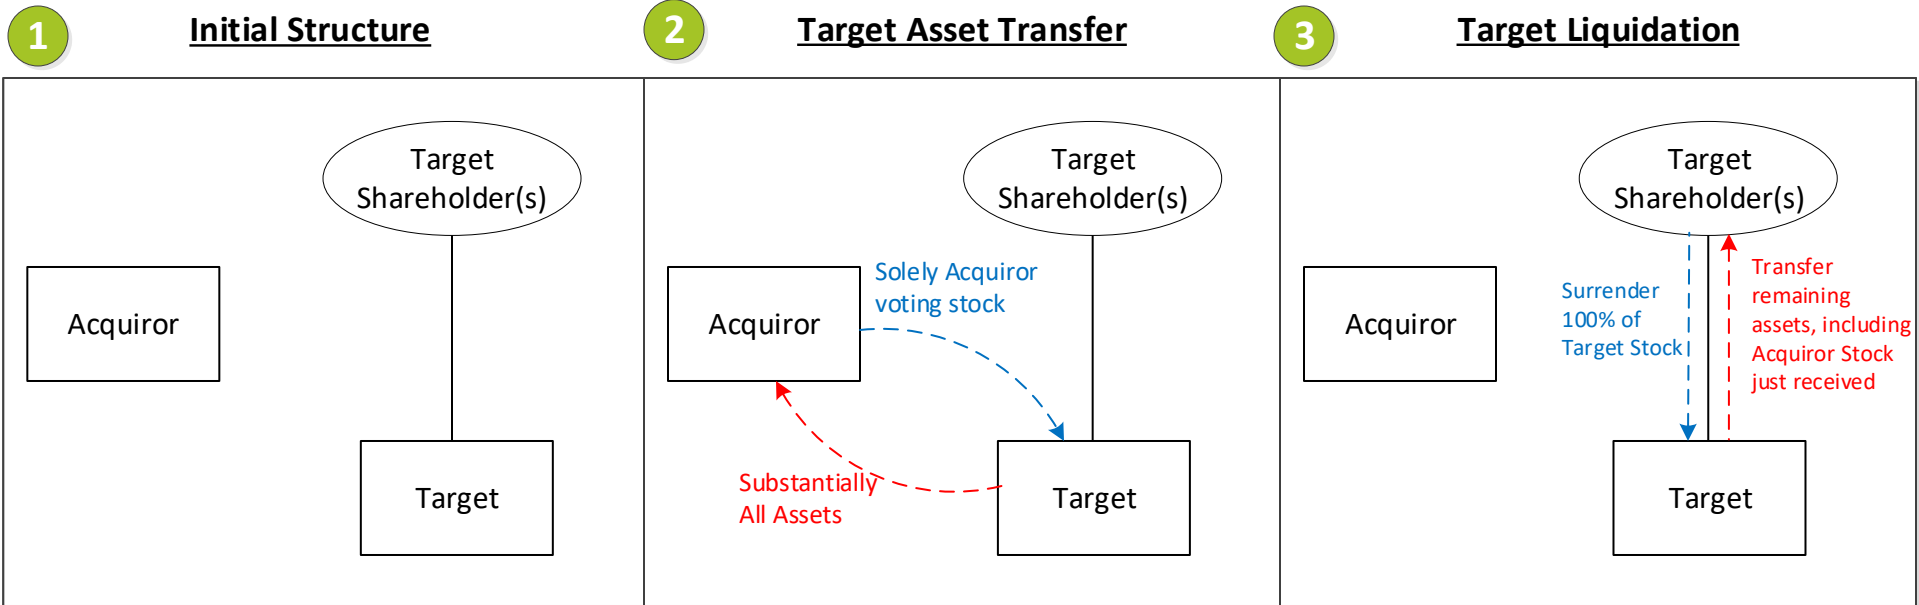 1
Initial Structure
2
Target Asset Transfer
3
Target Liquidation
Target
Shareholder(s)
Acquiror
Target
Target
Shareholder(s)
Solely Acquiror
voting stock
Acquiror
Substantially
All Assets
Target
Target
Shareholder(s)
Acquiror
Surrender
100% of
Target Stock
Transfer
remaining
assets, including
Acquiror Stock
just received
Target